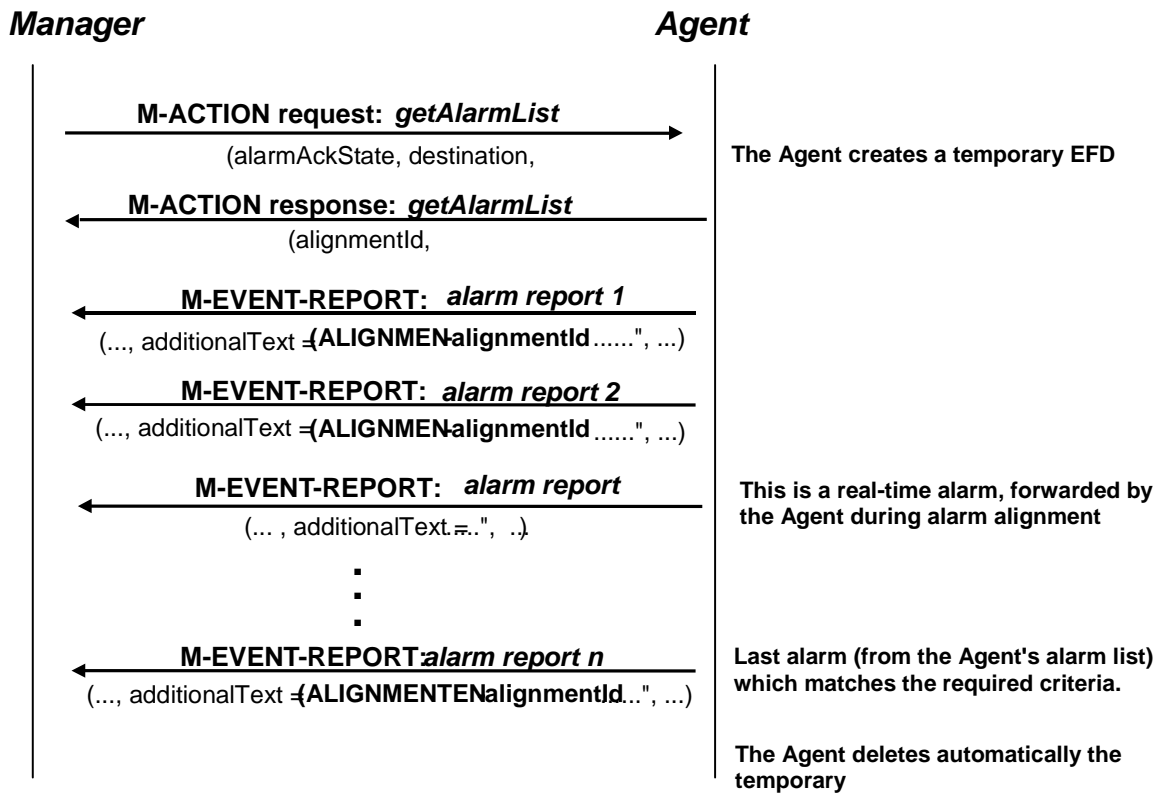 Manager Agent
M-ACTION request: getAlarmList
(alarmAckState, destination,
The Agent creates a temporary EFD
M-ACTION response: getAlarmList
(alignmentId,
M-EVENT-REPORT: alarm report 1
(..., additionalText = (ALIGNMEN-alignmentId ......", ...)
M-EVENT-REPORT: alarm report 2
(..., additionalText = (ALIGNMEN-alignmentId ......", ...)
M-EVENT-REPORT: alarm report
(... , additionalText = ....", ...)
This is a real-time alarm, forwarded by
the Agent during alarm alignment
M-EVENT-REPORT: alarm report n
(..., additionalText = (ALIGNMENTEN alignmentId ......", ...)
Last alarm (from the Agent's alarm list)
which matches the required criteria.
The Agent deletes automatically the
temporary